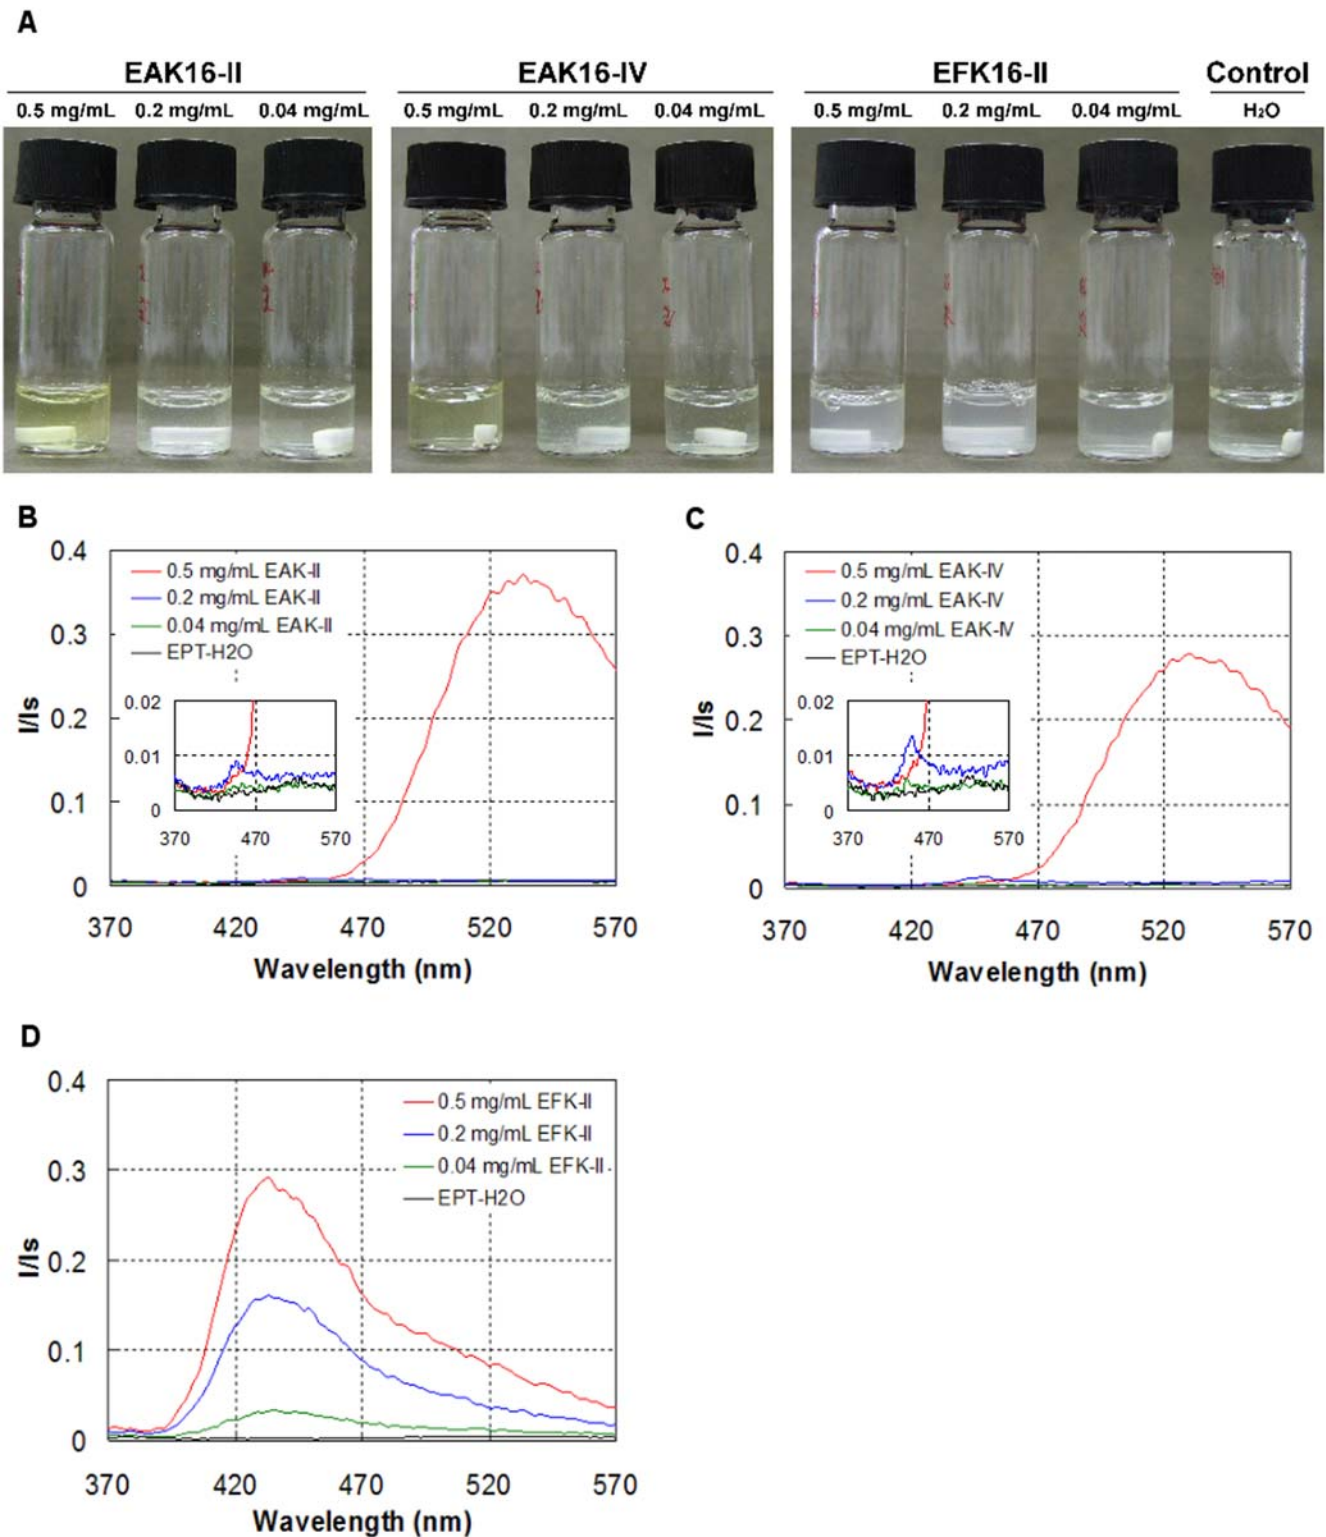 A
EAK16-II EAK16-IV EFK16-II Control
0.5 mg/mL 0.2 mg/mL 0.04 mg/mL 0.5 mg/mL 0.2 mg/mL 0.04 mg/mL 0.5 mg/mL 0.2 mg/mL 0.04 mg/mL H₂O
B
0.4
0.3
0.2
0.1
0
I/Is
0.5 mg/mL EAK-II
0.2 mg/mL EAK-II
0.04 mg/mL EAK-II
EPT-H2O
0.02
0.01
0
370 470 570
370 420 470 520 570
Wavelength (nm)
C
0.4
0.3
0.2
0.1
0
I/Is
0.5 mg/mL EAK-IV
0.2 mg/mL EAK-IV
0.04 mg/mL EAK-IV
EPT-H2O
0.02
0.01
0
370 470 570
370 420 470 520 570
Wavelength (nm)
D
0.4
0.3
0.2
0.1
0
I/Is
0.5 mg/mL EFK-II
0.2 mg/mL EFK-II
0.04 mg/mL EFK-II
EPT-H2O
370 420 470 520 570
Wavelength (nm)